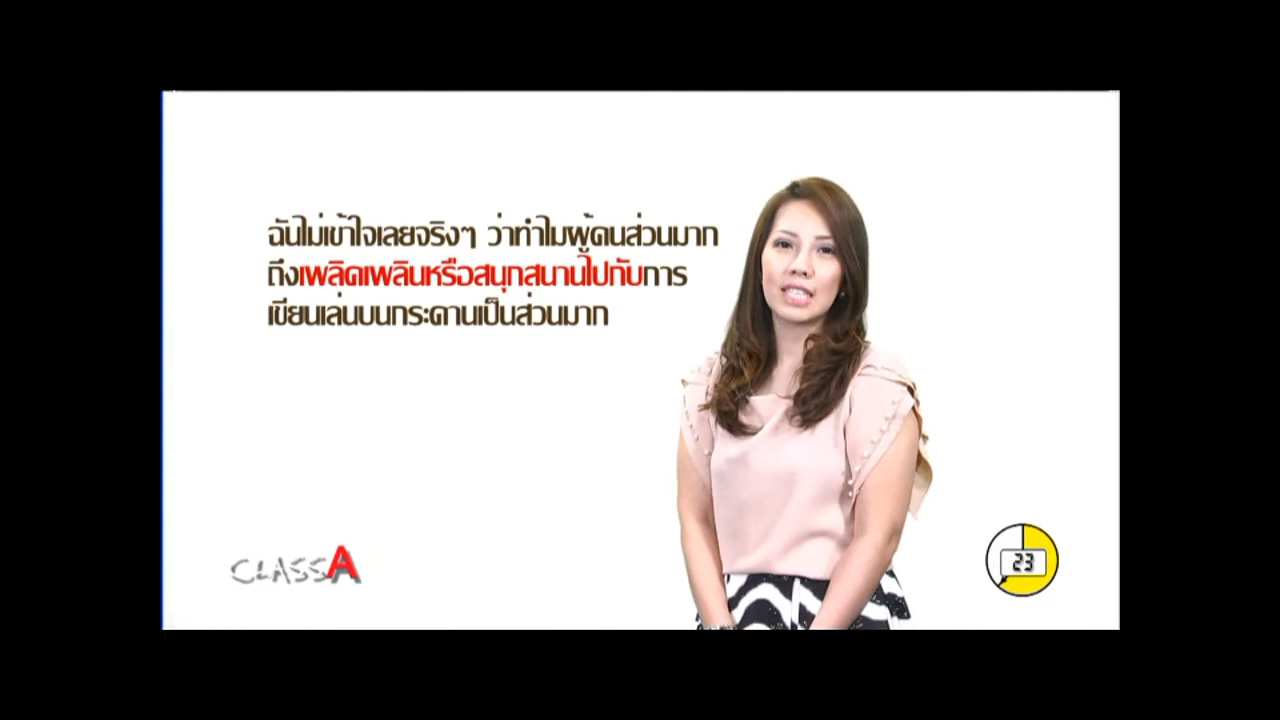 ฉันไม่เข้าใจเลยจริงๆ ว่าทำไมผู้คนส่วนมาก
ถึงเพลิดเพลินหรือสนุกสนานไปกับการ
เขียนเล่นบนกระดานเป็นส่วนมาก
CLASSA
23